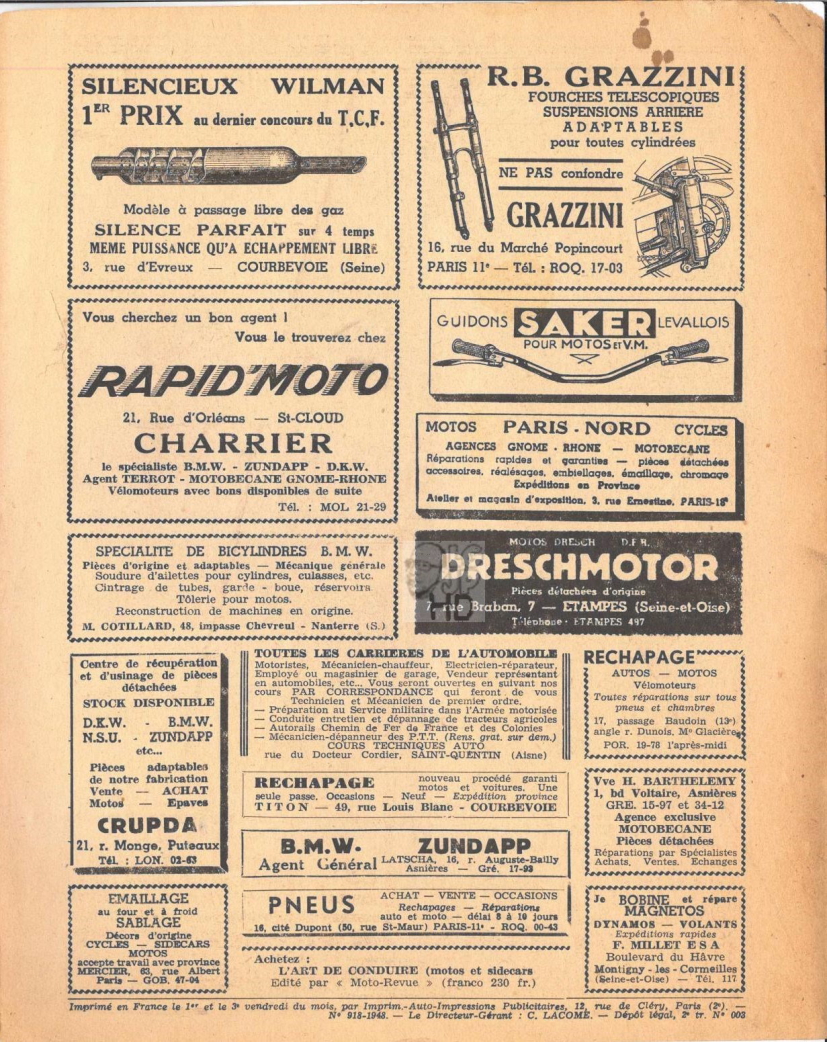 SILENCIEUX WILMAN
1ER PRIX au dernier concours du T.C.F.
Modèle à passage libre des gaz
SILENCE PARFAIT sur 4 temps
MEME PUISSANCE QU'A ECHAPPEMENT LIBRE
3, rue d'Evreux — COURBEVOIE (Seine)
R.B. GRAZZINI
FOURCHES TELESCOPIQUES
SUSPENSIONS ARRIERE
ADAPTABLES
pour toutes cylindrées
NE PAS confondre
GRAZZINI
16, rue du Marché Popincourt
PARIS 11e - Tél. : ROQ. 17-03
Vous cherchez un bon agent !
Vous le trouverez chez
RAPID'MOTO
21, Rue d'Orléans — St-CLOUD
CHARRIER
le spécialiste B.M.W. - ZUNDAPP - D.K.W.
Agent TERROT - MOTOBECANE GNOME-RHONE
Vélomoteurs avec bons disponibles de suite
Tél. : MOL 21-29
GUIDONS SAKER LEVALLOIS
POUR MOTOS ET V.M.
MOTOS PARIS - NORD CYCLES
AGENCES GNOME - RHONE — MOTOBECANE
Réparations rapides et garanties — pièces détachées
accessoires, réalésages, embiellages, émaillage, chromage
Expéditions en Province
Atelier et magasin d'exposition, 3, rue Ernestine, PARIS-18e
SPECIALITE DE BICYLINDRES B.M.W.
Pièces d'origine et adaptables — Mécanique générale
Soudure d'ailettes pour cylindres, culasses, etc.
Cintrage de tubes, garde - boue, réservoirs.
Tôlerie pour motos.
Reconstruction de machines en origine.
M. COTILLARD, 48, impasse Chevreul - Nanterre (S.)
MOTOS DRESCH D.F.R.
DRESCHMOTOR
Pièces détachées d'origine
7, rue Braban, 7 — ETAMPES (Seine-et-Oise)
Téléphone : ETAMPES 497
HD
Centre de récupération
et d'usinage de pièces
détachées
STOCK DISPONIBLE
D.K.W. - B.M.W.
N.S.U. - ZUNDAPP
etc...
Pièces adaptables
de notre fabrication
Vente — ACHAT
Motos — Epaves
CRUPDA
21, r. Monge, Puteaux
Tél. : LON. 02-63
TOUTES LES CARRIERES DE L'AUTOMOBILE
Motoristes, Mécanicien-chauffeur, Electricien-réparateur,
Employé ou magasinier de garage, Vendeur représentant
en automobiles, etc... Vous seront ouvertes en suivant nos
cours PAR CORRESPONDANCE qui feront de vous
Technicien et Mécanicien de premier ordre.
— Préparation au Service militaire dans l'Armée motorisée
— Conduite entretien et dépannage de tracteurs agricoles
— Autorails Chemin de Fer de France et des Colonies
— Mécanicien-dépanneur des P.T.T. (Rens. grat. sur dem.)
COURS TECHNIQUES AUTO
rue du Docteur Cordier, SAINT-QUENTIN (Aisne)
RECHAPAGE
AUTOS — MOTOS
Vélomoteurs
Toutes réparations sur tous
pneus et chambres
17, passage Baudoin (13e)
angle r. Dunois, Mo Glacière
POR. 19-78 l'après-midi
RECHAPAGE nouveau procédé garanti
motos et voitures. Une
seule passe. Occasions — Neuf — Expédition province
TITON — 49, rue Louis Blanc - COURBEVOIE
B.M.W. ZUNDAPP
Agent Général LATSCHA, 16, r. Auguste-Bailly
Asnières — Gré. 17-93
Vve H. BARTHELEMY
1, bd Voltaire, Asnières
GRE. 15-97 et 34-12
Agence exclusive
MOTOBECANE
Pièces détachées
Réparations par Spécialistes
Achats, Ventes, Echanges
EMAILLAGE
au four et à froid
SABLAGE
Décors d'origine
CYCLES — SIDECARS
MOTOS
accepte travail avec province
MERCIER, 63, rue Albert
Paris — GOB. 47-04
PNEUS ACHAT — VENTE — OCCASIONS
Rechapages — Réparations
auto et moto — délai 8 à 10 jours
16, cité Dupont (50, rue St-Maur) PARIS-11e - ROQ. 00-43
Achetez :
L'ART DE CONDUIRE (motos et sidecars
Edité par « Moto-Revue » (franco 230 fr.)
Je BOBINE et répare
MAGNETOS
DYNAMOS — VOLANTS
Expéditions rapides
F. MILLET E S A
Boulevard du Hâvre
Montigny - les - Cormeilles
(Seine-et-Oise) — Tél. 117
Imprimé en France le 1er et le 3e vendredi du mois, par Imprim.-Auto-Impressions Publicitaires, 12, rue de Cléry, Paris (2e). —
No 918-1948. — Le Directeur-Gérant : C. LACOME. — Dépôt légal, 2e tr. No 003